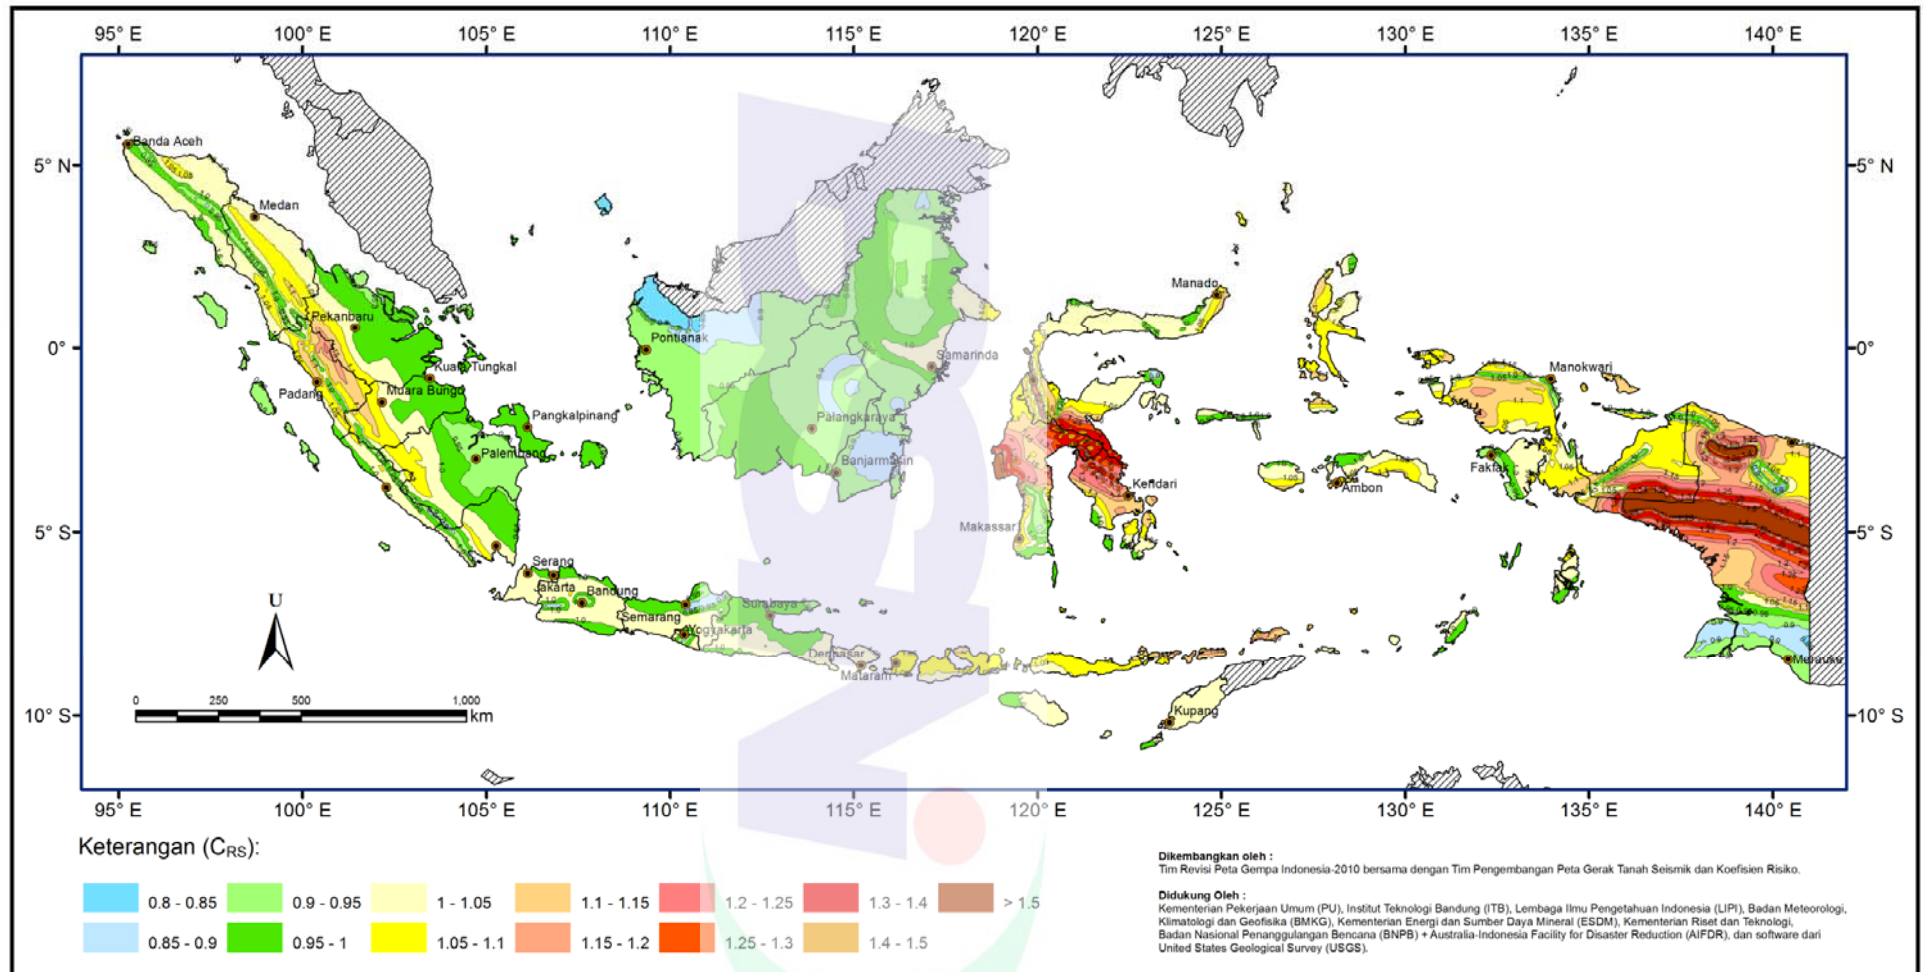 95° E 100° E 105° E 110° E 115° E 120° E 125° E 130° E 135° E 140° E
Banda Aceh
5° N 5° N
Medan
Manado
Pekanbaru
Pontianak
0° 0°
Samarinda
Manokwari
Kuala Tungkal
Padang
Muara Bungo
Pangkalpinang
Palangkaraya
Palembang
Banjarmasin
Fakfak
Kendari
Ambon
Makassar
5° S 5° S
Serang
Jakarta
Bandung
Surabaya
Semarang
Yogyakarta
U
Denpasar
Mataram
Merauke
0 250 500 1,000
km
10° S 10° S
Kupang
95° E 100° E 105° E 110° E 115° E 120° E 125° E 130° E 135° E 140° E
Keterangan (CRS):
0.8 - 0.85 0.9 - 0.95 1 - 1.05 1.1 - 1.15 1.2 - 1.25 1.3 - 1.4 > 1.5
0.85 - 0.9 0.95 - 1 1.05 - 1.1 1.15 - 1.2 1.25 - 1.3 1.4 - 1.5
Dikembangkan oleh :
Tim Revisi Peta Gempa Indonesia-2010 bersama dengan Tim Pengembangan Peta Gerak Tanah Seismik dan Koefisien Risiko.
Didukung Oleh :
Kementerian Pekerjaan Umum (PU), Institut Teknologi Bandung (ITB), Lembaga Ilmu Pengetahuan Indonesia (LIPI), Badan Meteorologi,
Klimatologi dan Geofisika (BMKG), Kementerian Energi dan Sumber Daya Mineral (ESDM), Kementerian Riset dan Teknologi,
Badan Nasional Penanggulangan Bencana (BNPB) + Australia-Indonesia Facility for Disaster Reduction (AIFDR), dan software dari
United States Geological Survey (USGS).